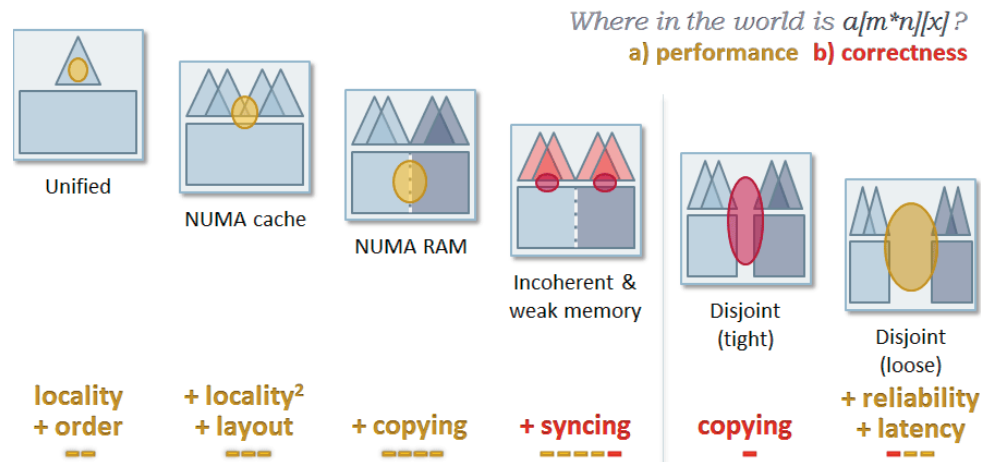 Where in the world is a[m*n][x]?
a) performance b) correctness
Unified
NUMA cache
NUMA RAM
Incoherent &
weak memory
Disjoint
(tight)
Disjoint
(loose)
locality
+ order
+ locality²
+ layout
+ copying
+ syncing
copying
+ reliability
+ latency